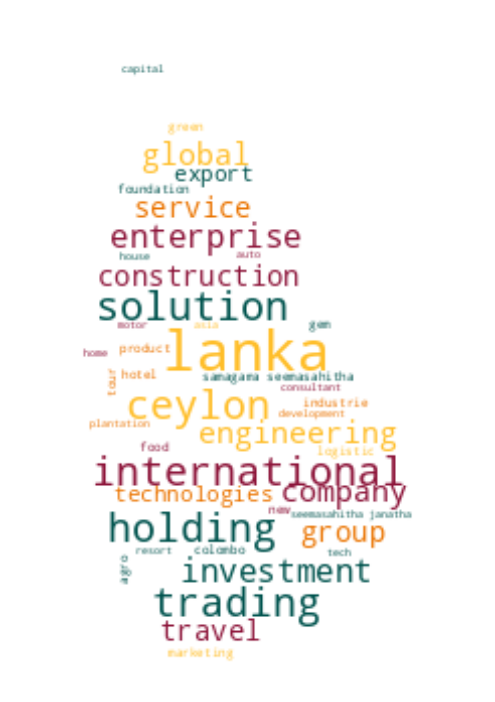 capital
green
global
export
foundation
service
enterprise
house auto
construction
solution
motor asia gem
lanka
home product
tour hotel samagama seemasahitha
consultant
ceylon industrie
development
plantation
engineering
food logistic
international
technologies company
new seemasahitha janatha
holding group
resort colombo tech
agro investment
trading
travel
marketing